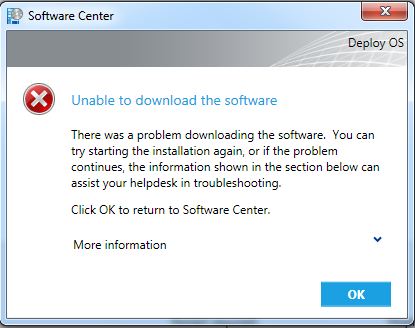 Software Center
Deploy OS
Unable to download the software
There was a problem downloading the software.  You can
try starting the installation again, or if the problem
continues, the information shown in the section below can
assist your helpdesk in troubleshooting.
Click OK to return to Software Center.
More information
OK